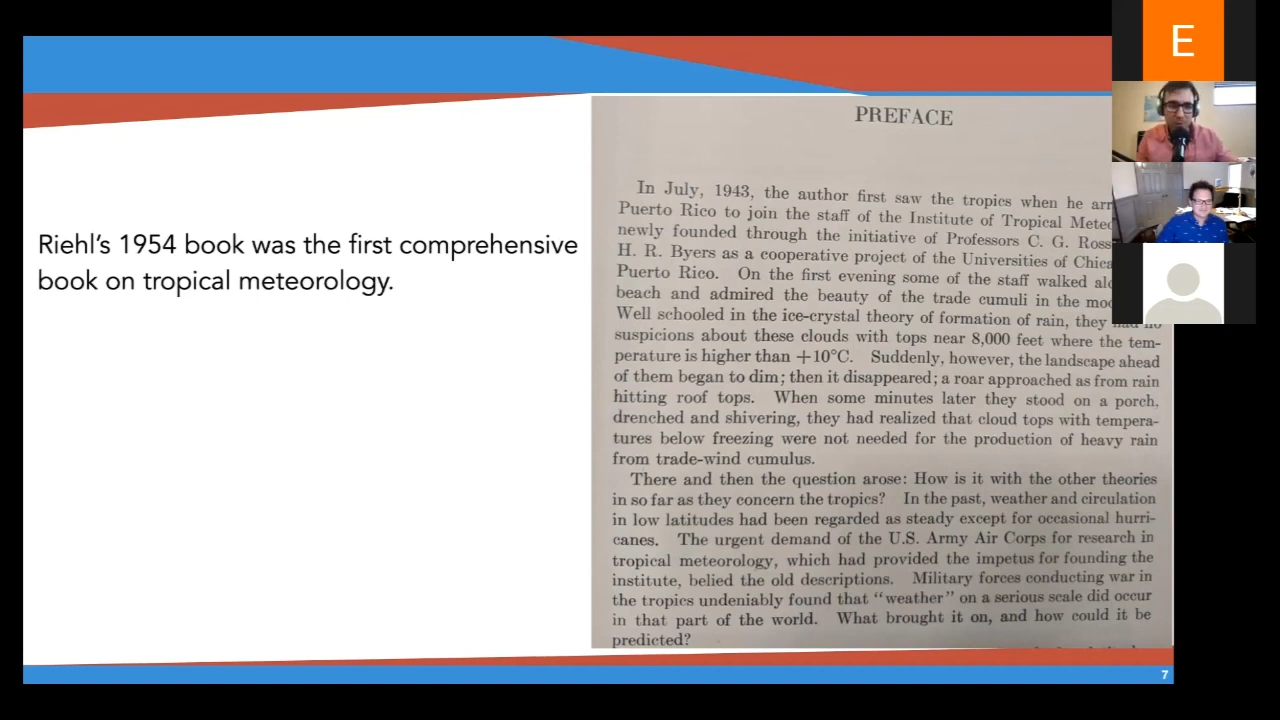 E
Riehl's 1954 book was the first comprehensive
book on tropical meteorology.
PREFACE
In July, 1943, the author first saw the tropics when he
Puerto Rico to join the staff of the Institute of Tropical
newly founded through the initiative of Professors C. G.
H. R. Byers as a cooperative project of the Universities of
Puerto Rico. On the first evening some of the staff walked
beach and admired the beauty of the trade cumuli in the
Well schooled in the ice-crystal theory of formation of rain, they had no
suspicions about these clouds with tops near 8,000 feet where the tem-
perature is higher than +10°C. Suddenly, however, the landscape ahead
of them began to dim; then it disappeared; a roar approached as from rain
hitting roof tops. When some minutes later they stood on a porch,
drenched and shivering, they had realized that cloud tops with tempera-
tures below freezing were not needed for the production of heavy rain
from trade-wind cumulus.
There and then the question arose: How is it with the other theories
in so far as they concern the tropics? In the past, weather and circulation
in low latitudes had been regarded as steady except for occasional hurri-
canes. The urgent demand of the U.S. Army Air Corps for research in
tropical meteorology, which had provided the impetus for founding the
institute, belied the old descriptions. Military forces conducting war in
the tropics undeniably found that "weather" on a serious scale did occur
in that part of the world. What brought it on, and how could it be
predicted?
7